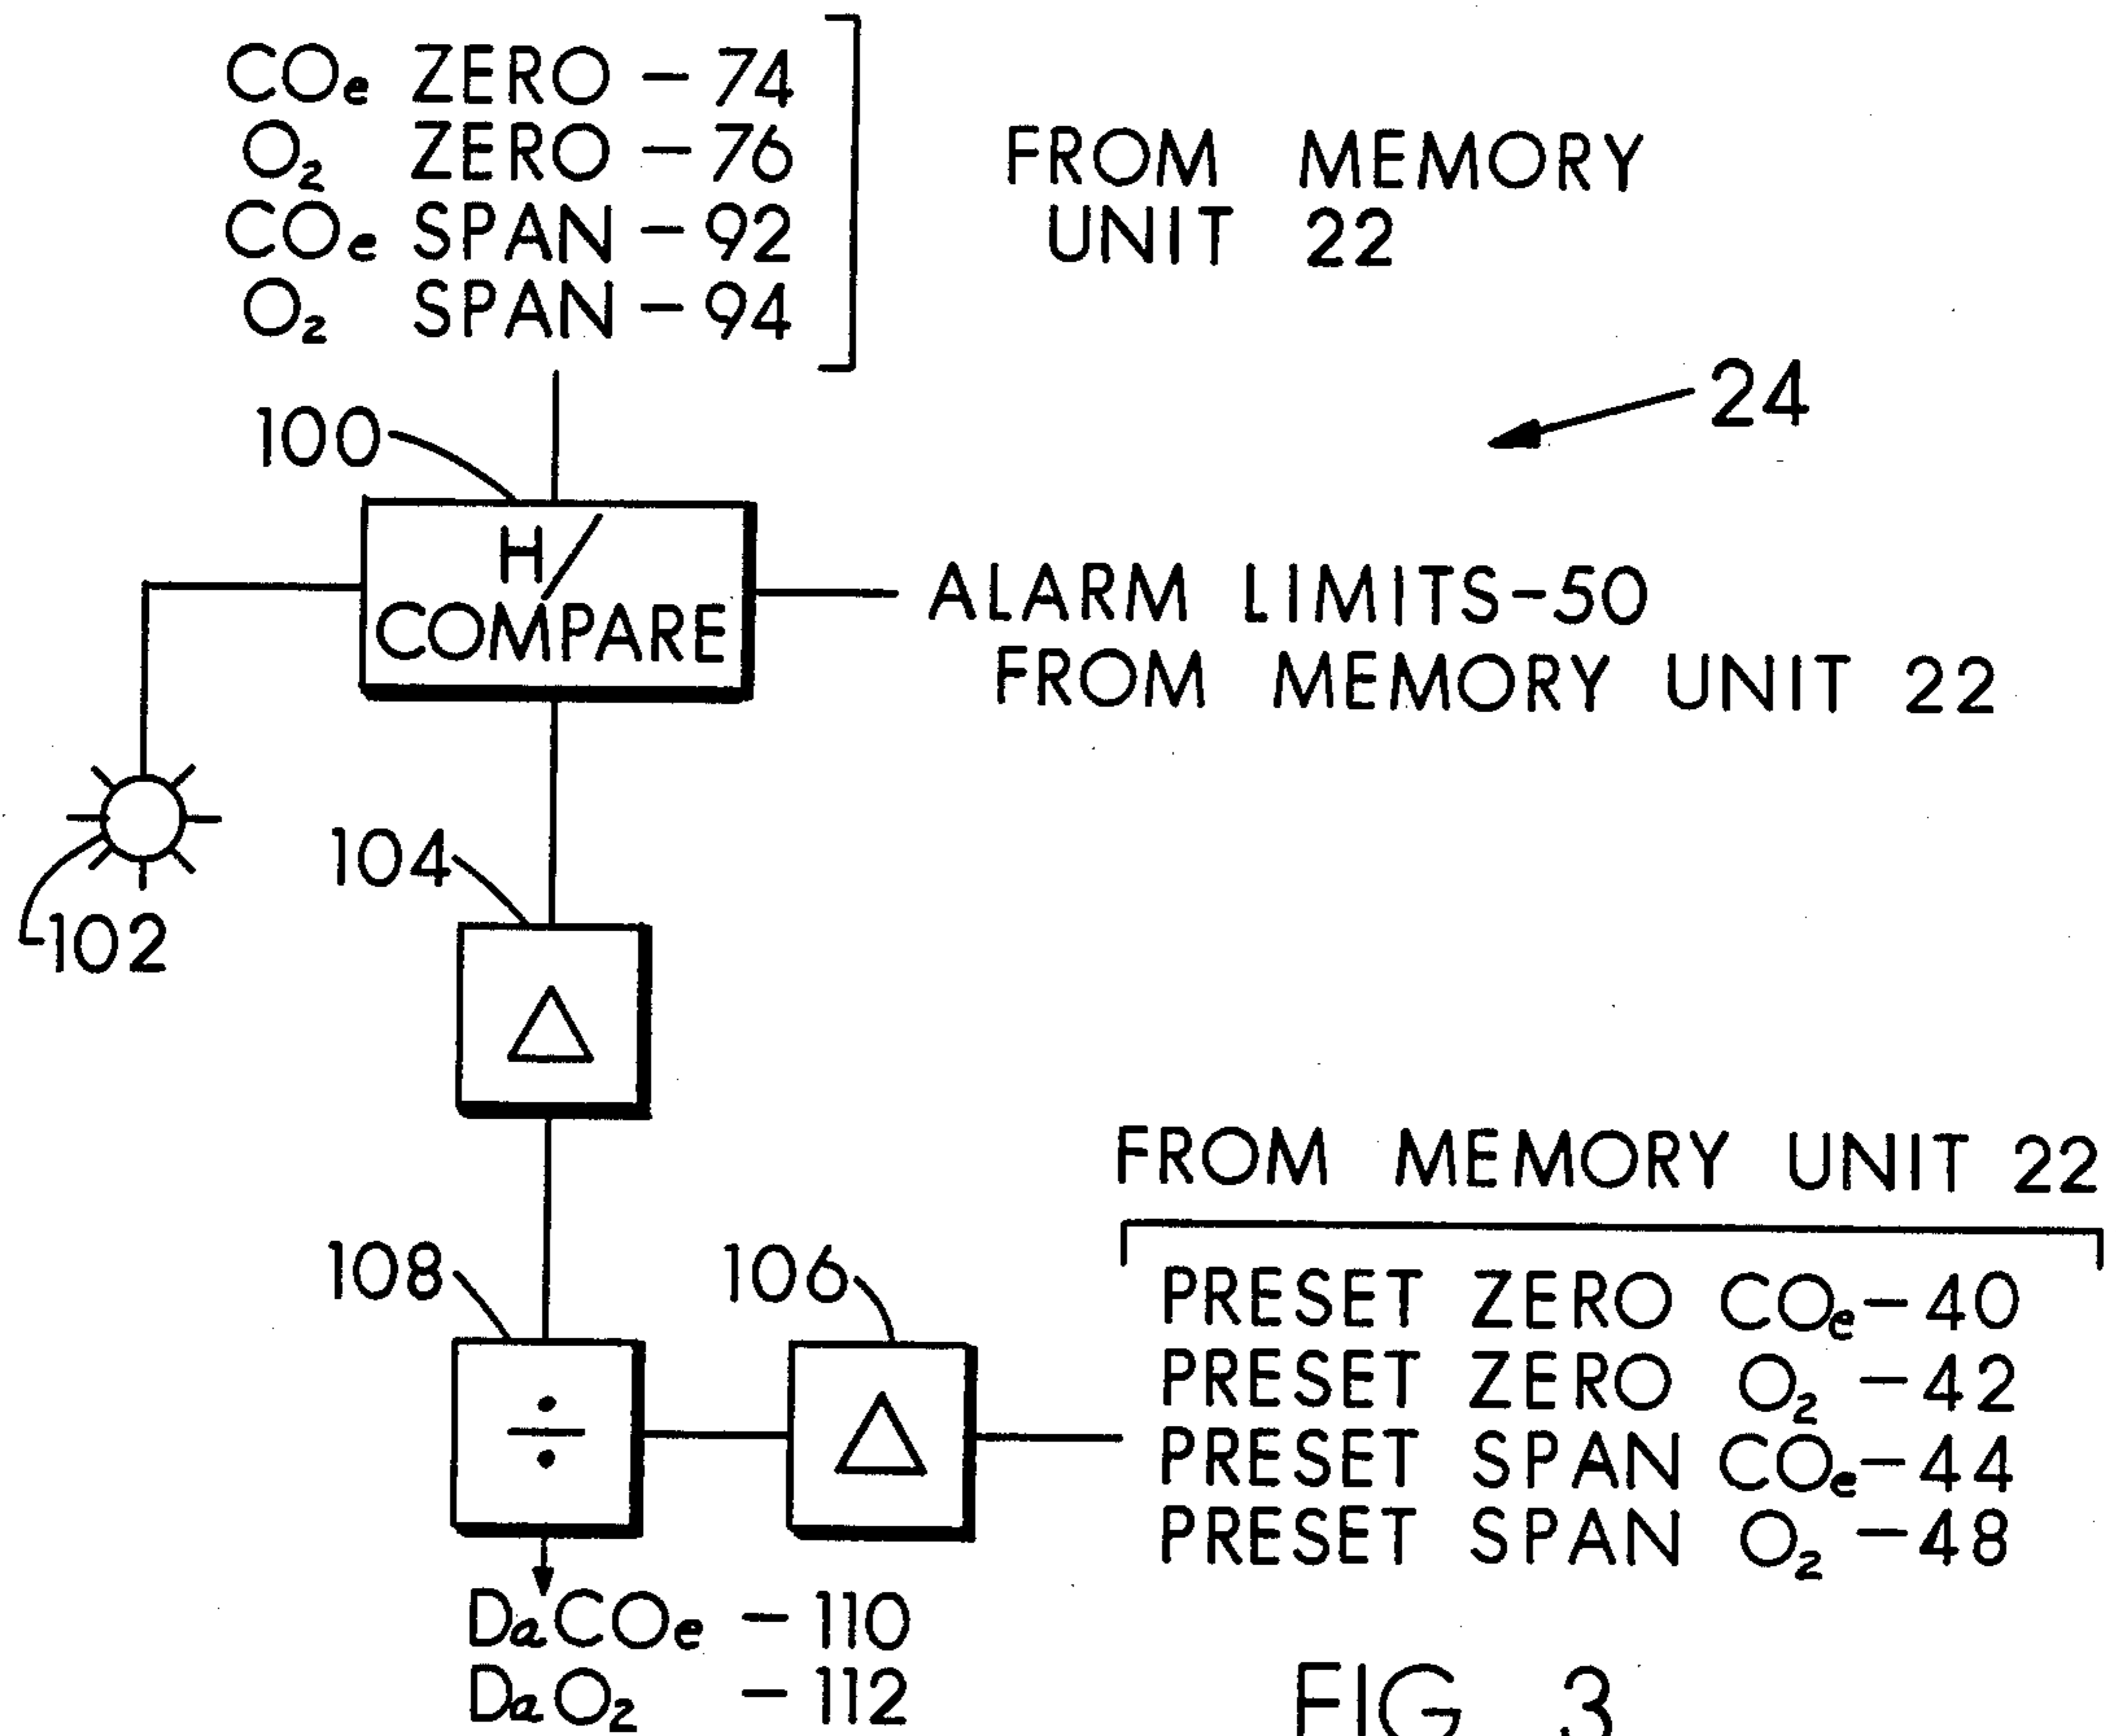 COe ZERO – 74
O2 ZERO – 76
COe SPAN – 92
O2 SPAN – 94
FROM MEMORY
UNIT 22
24
100
H/
COMPARE
ALARM LIMITS-50
FROM MEMORY UNIT 22
102
104
△
FROM MEMORY UNIT 22
108
106
÷
△
PRESET ZERO COe – 40
PRESET ZERO O2 – 42
PRESET SPAN COe – 44
PRESET SPAN O2 – 48
DaCOe – 110
DaO2 – 112
FIG 3